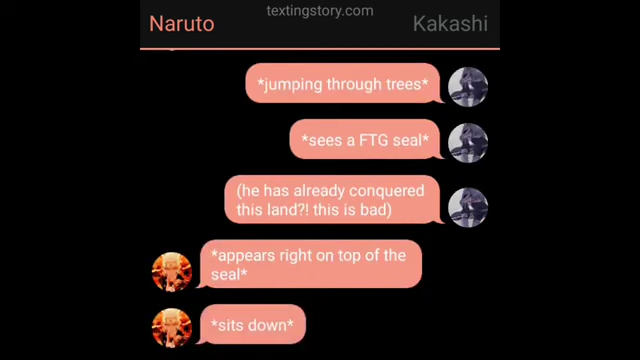 textingstory.com
Naruto
Kakashi
*jumping through trees*
*sees a FTG seal*
(he has already conquered
this land?! this is bad)
*appears right on top of the
seal*
*sits down*